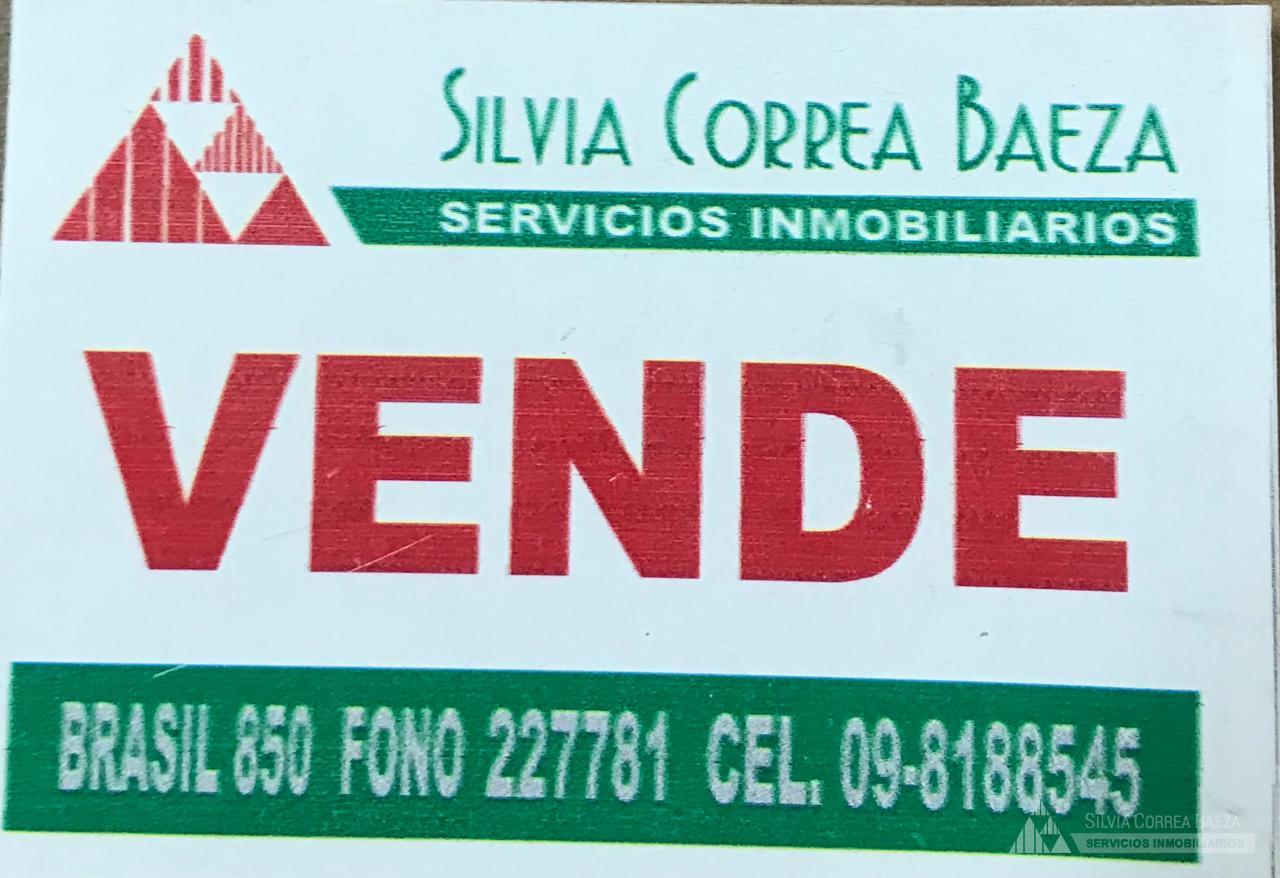 SILVIA CORREA BAEZA
SERVICIOS INMOBILIARIOS
VENDE
BRASIL 850 FONO 227781 CEL. 09-8188545
SILVIA CORREA BAEZA
SERVICIOS INMOBILIARIOS